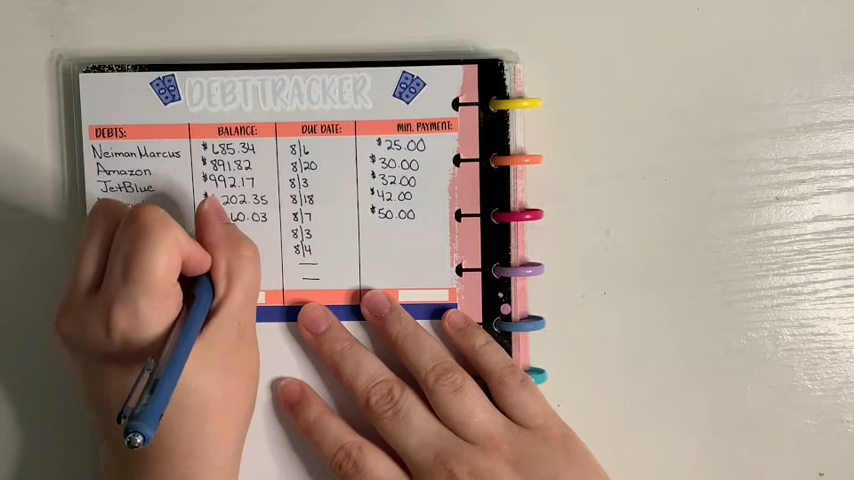 DEBT TRACKER
DEBTS: BALANCE: DUE DATE: MIN. PAYMENT:
Neiman Marcus $685.34 8/6 $25.00
Amazon $891.82 8/20 $30.00
JetBlue $992.17 8/3 $32.00
202.35 8/18 $42.00
60.03 8/7 $50.00
8/3
8/4
—
—